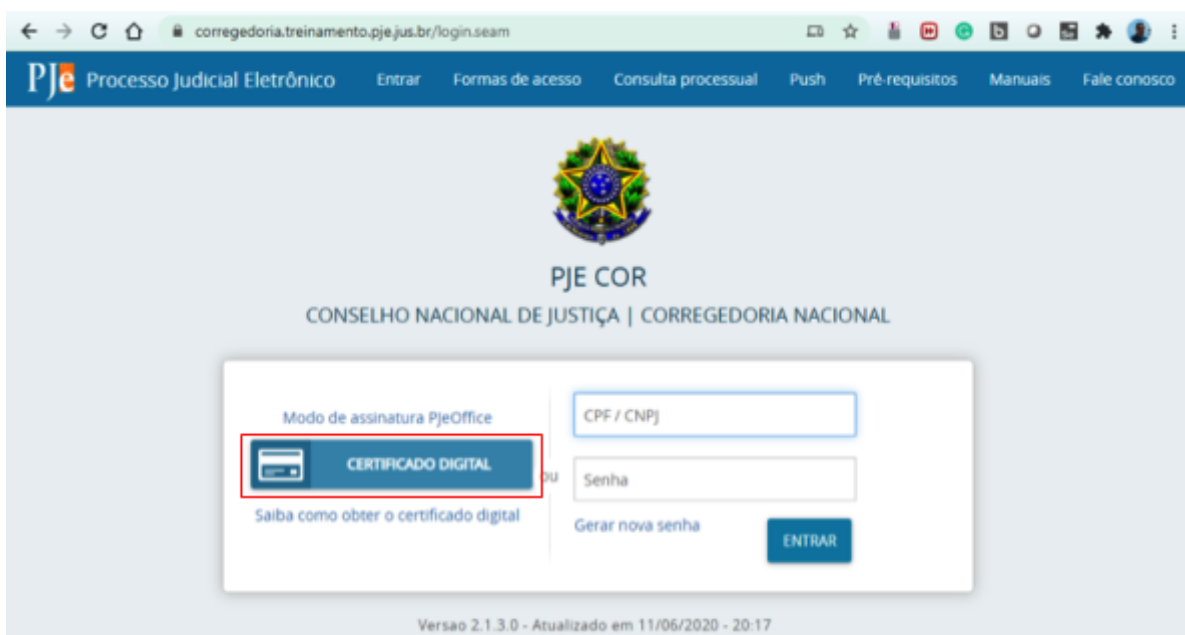 corregedoria.treinamento.pje.jus.br/login.seam
PJe Processo Judicial Eletrônico Entrar Formas de acesso Consulta processual Push Pré-requisitos Manuais Fale conosco
PJE COR
CONSELHO NACIONAL DE JUSTIÇA | CORREGEDORIA NACIONAL
Modo de assinatura PJeOffice
CERTIFICADO DIGITAL
Saiba como obter o certificado digital
ou
CPF / CNPJ
Senha
Gerar nova senha
ENTRAR
Versao 2.1.3.0 - Atualizado em 11/06/2020 - 20:17